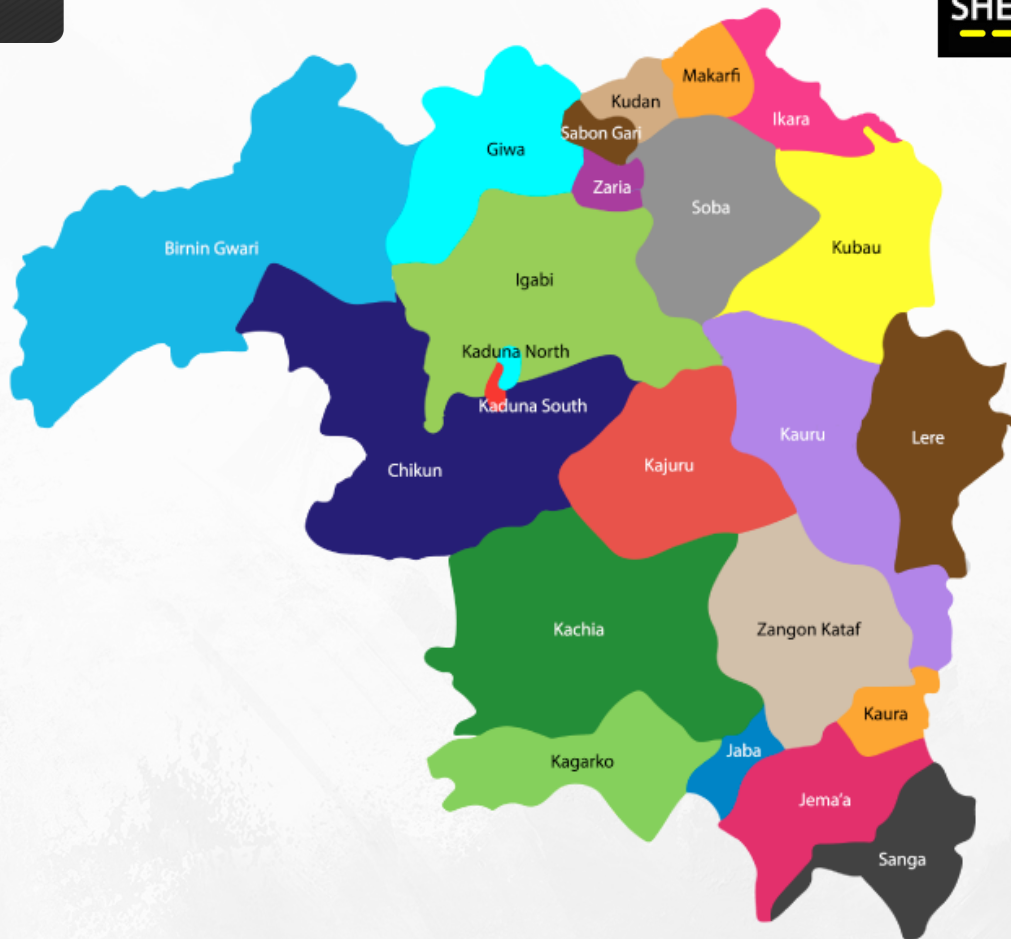 Makarfi
Kudan
Ikara
Sabon Gari
Giwa
Zaria
Soba
Birnin Gwari
Kubau
Igabi
Kaduna North
Kaduna South
Kauru
Lere
Kajuru
Chikun
Kachia
Zangon Kataf
Kaura
Jaba
Kagarko
Jema'a
Sanga